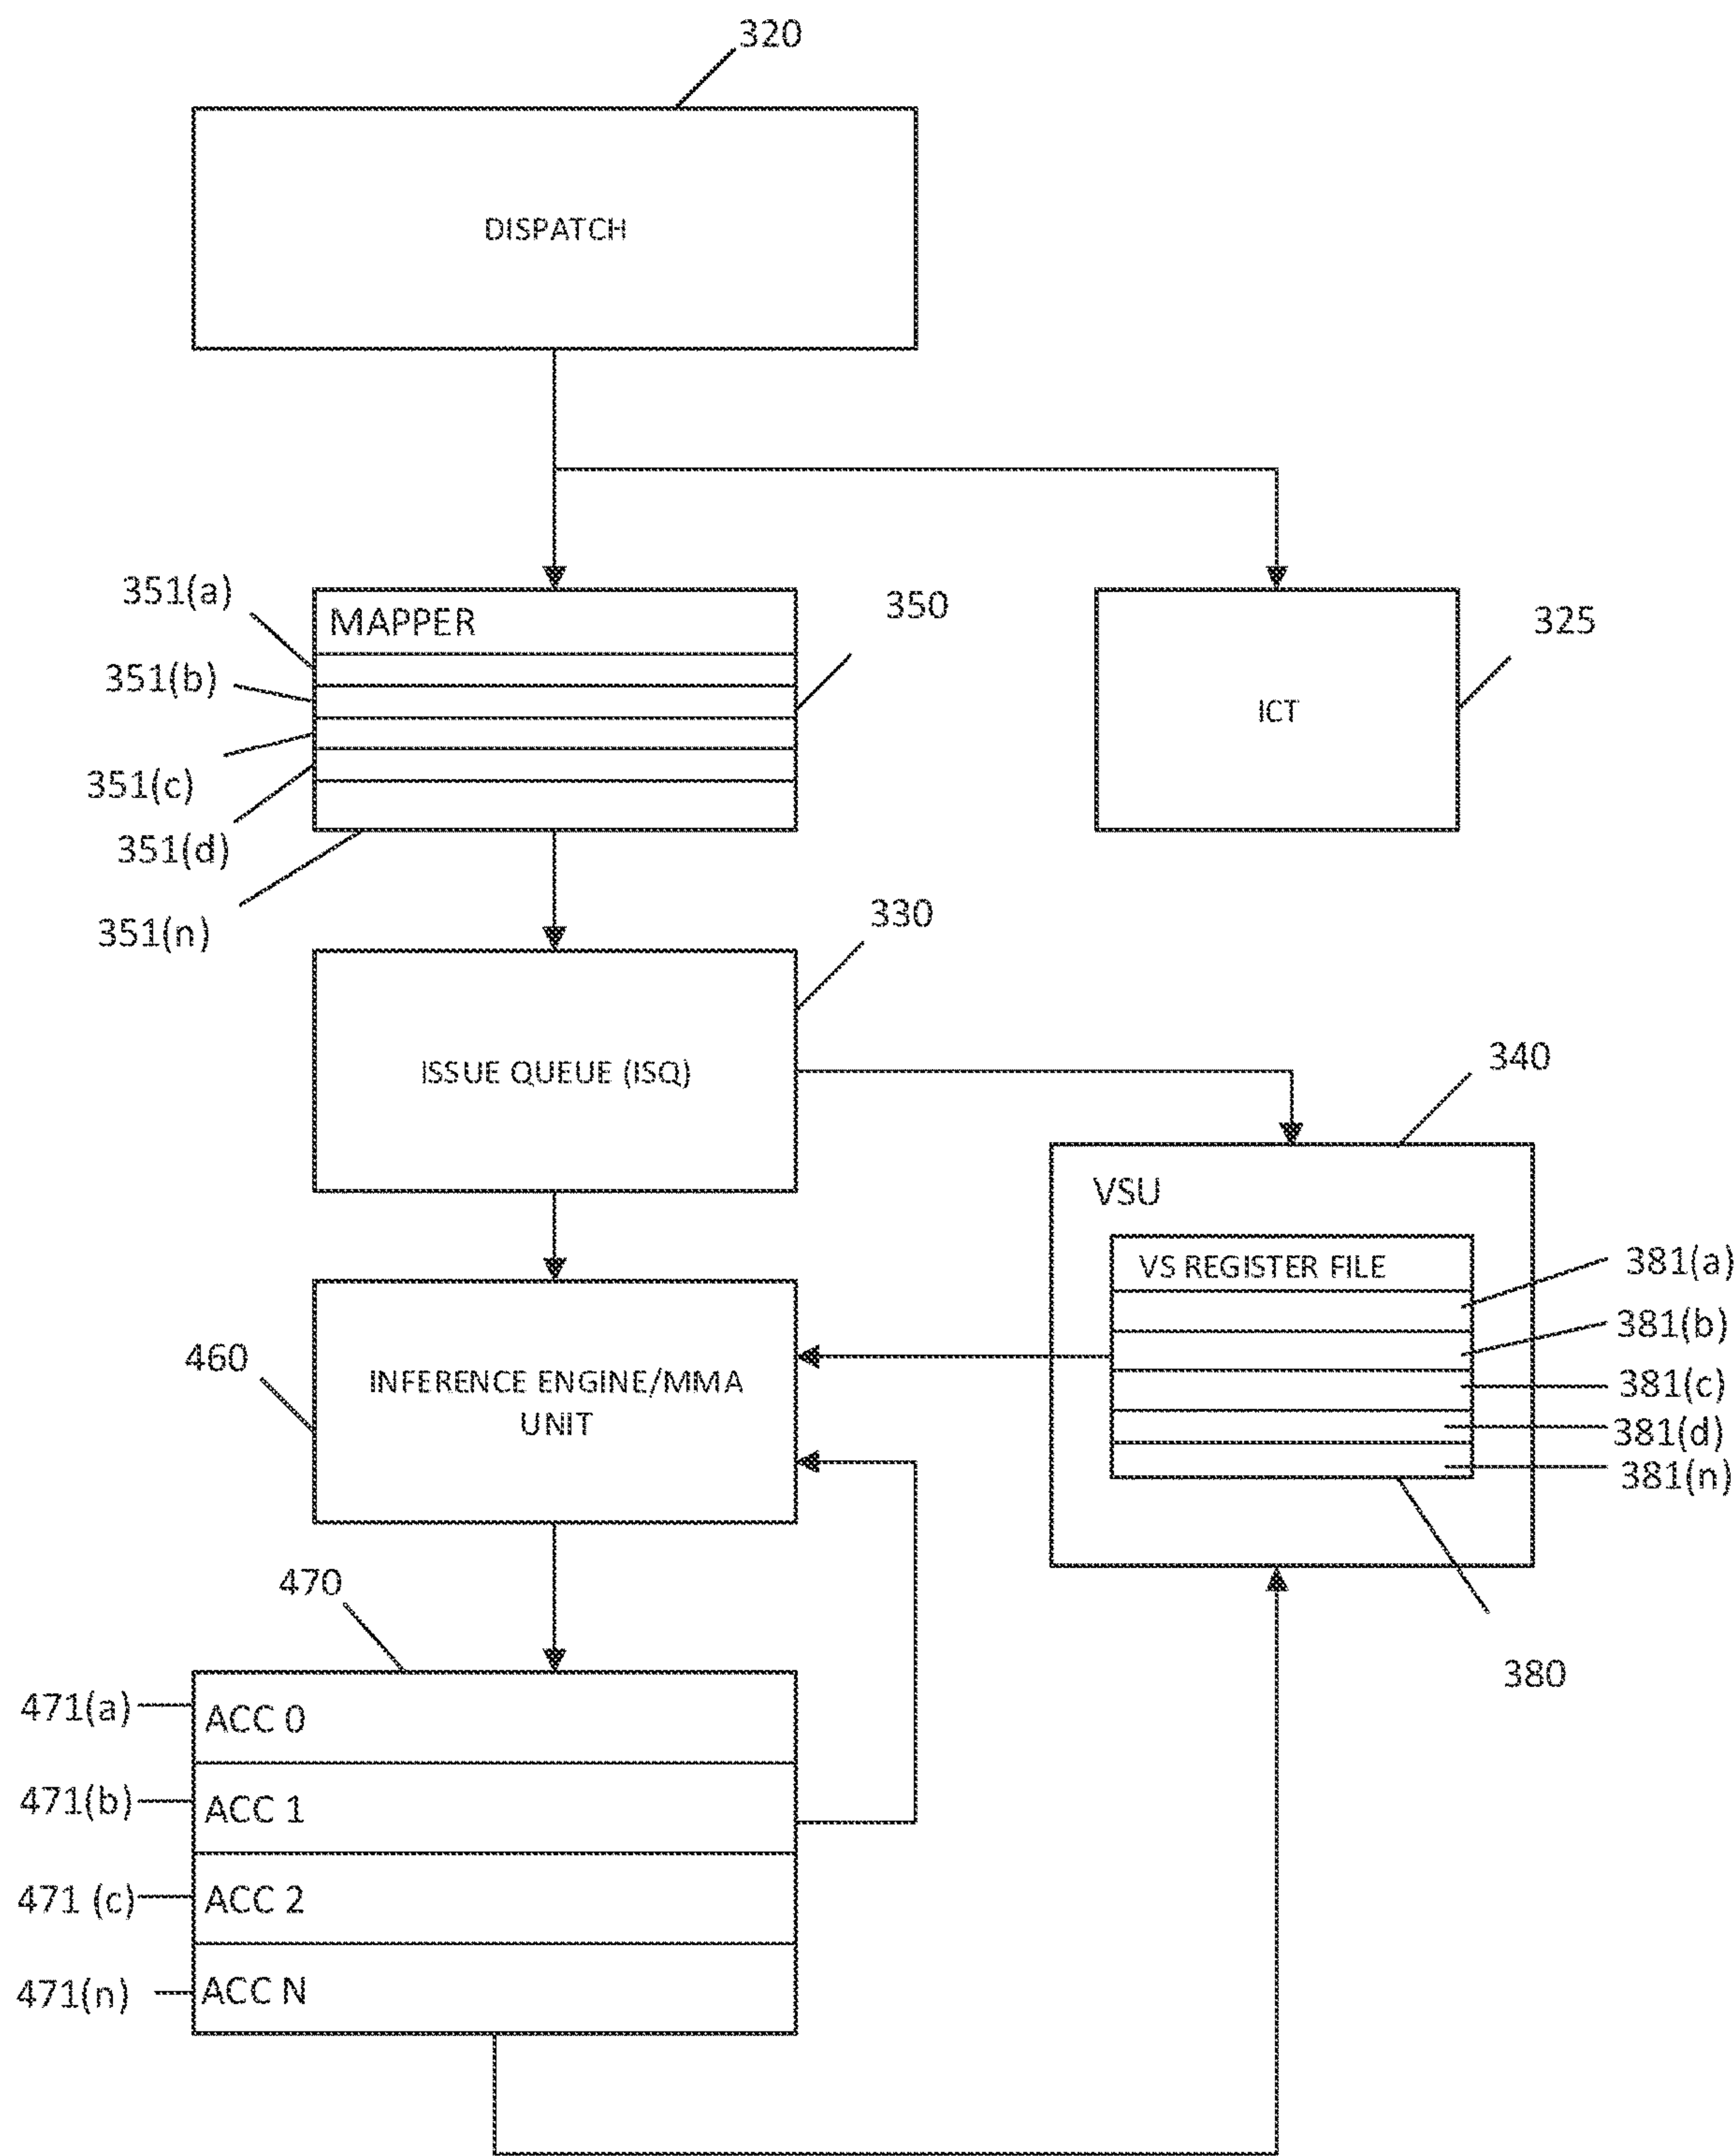 320
DISPATCH
351(a)
MAPPER
350
325
351(b)
ICT
351(c)
351(d)
351(n)
330
ISSUE QUEUE (ISQ)
340
VSU
VS REGISTER FILE
381(a)
381(b)
460
INFERENCE ENGINE/MMA
UNIT
381(c)
381(d)
381(n)
470
380
471(a)
ACC 0
471(b)
ACC 1
471 (c)
ACC 2
471(n)
ACC N